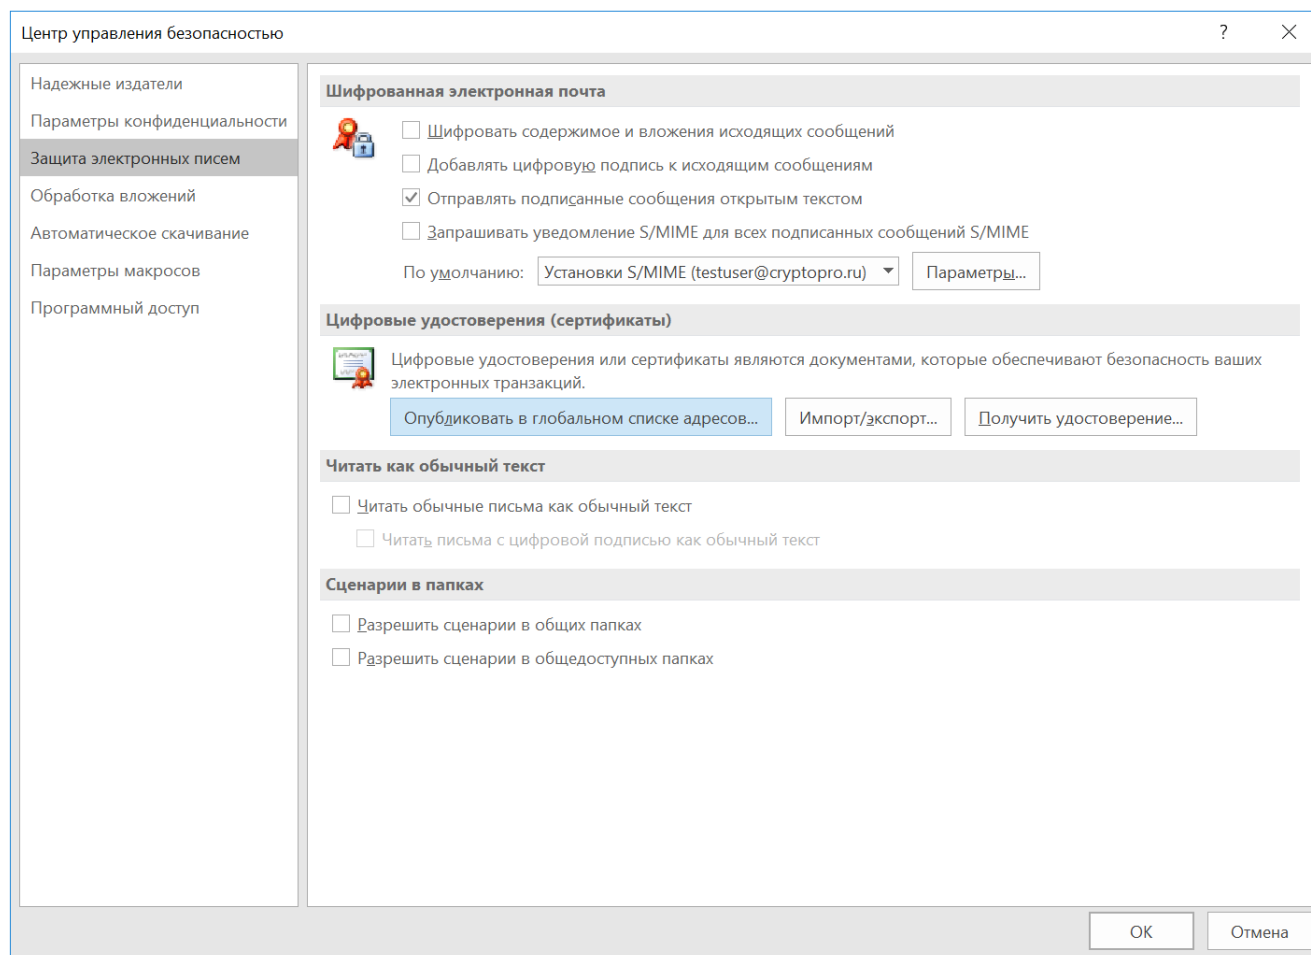 Центр управления безопасностью
?
Надежные издатели
Параметры конфиденциальности
Защита электронных писем
Обработка вложений
Автоматическое скачивание
Параметры макросов
Программный доступ
Шифрованная электронная почта
Шифровать содержимое и вложения исходящих сообщений
Добавлять цифровую подпись к исходящим сообщениям
Отправлять подписанные сообщения открытым текстом
Запрашивать уведомление S/MIME для всех подписанных сообщений S/MIME
По умолчанию: Установки S/MIME (testuser@cryptopro.ru) Параметры...
Цифровые удостоверения (сертификаты)
Цифровые удостоверения или сертификаты являются документами, которые обеспечивают безопасность ваших
электронных транзакций.
Опубликовать в глобальном списке адресов... Импорт/экспорт... Получить удостоверение...
Читать как обычный текст
Читать обычные письма как обычный текст
Читать письма с цифровой подписью как обычный текст
Сценарии в папках
Разрешить сценарии в общих папках
Разрешить сценарии в общедоступных папках
ОК Отмена